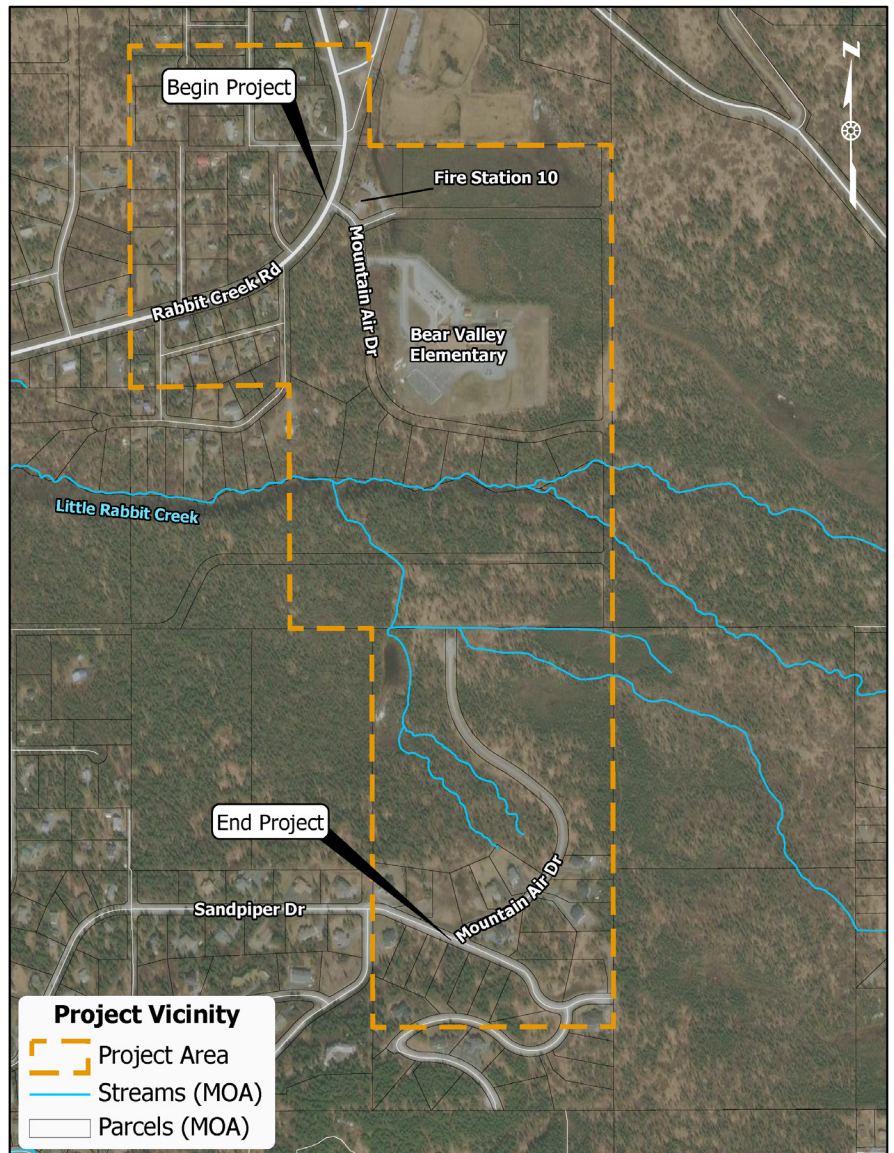 N
Begin Project
Fire Station 10
Mountain Air Dr
Rabbit Creek Rd
Bear Valley
Elementary
Little Rabbit Creek
End Project
Mountain Air Dr
Sandpiper Dr
Project Vicinity
Project Area
Streams (MOA)
Parcels (MOA)